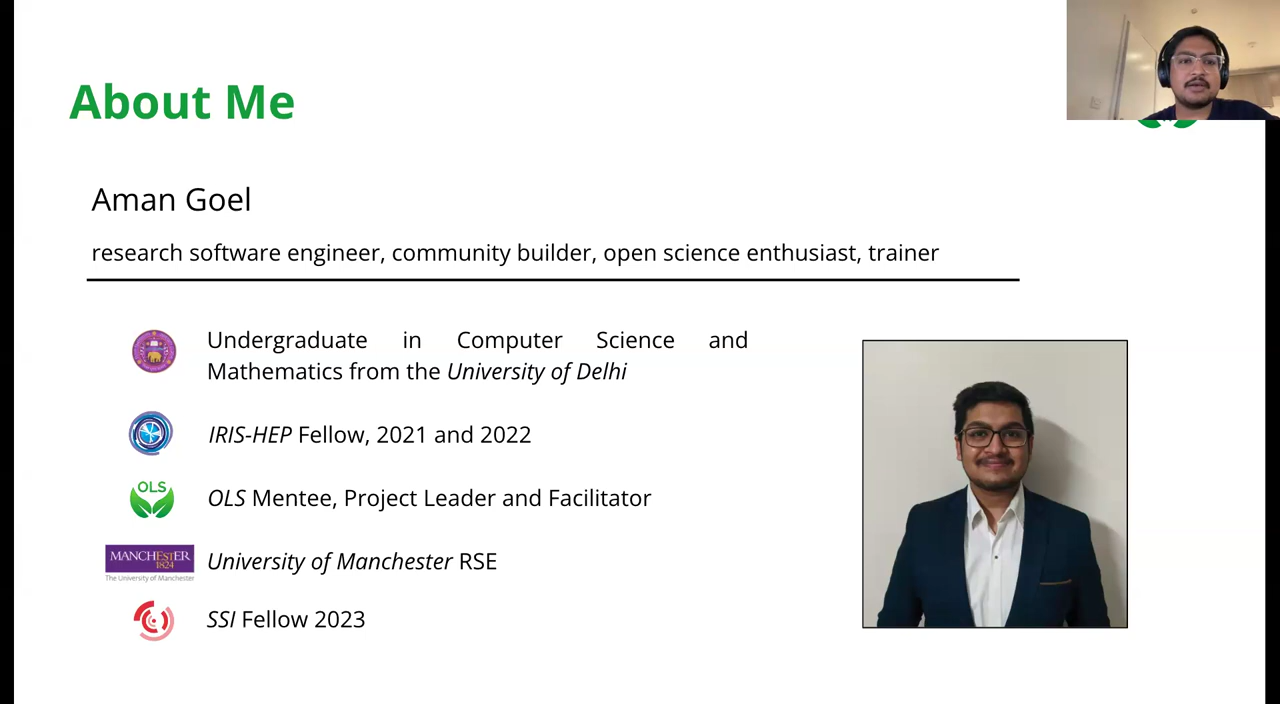 About Me
Aman Goel
research software engineer, community builder, open science enthusiast, trainer
Undergraduate in Computer Science and
Mathematics from the University of Delhi
IRIS-HEP Fellow, 2021 and 2022
OLS
OLS Mentee, Project Leader and Facilitator
MANCHESTER
1824
The University of Manchester
University of Manchester RSE
SSI Fellow 2023